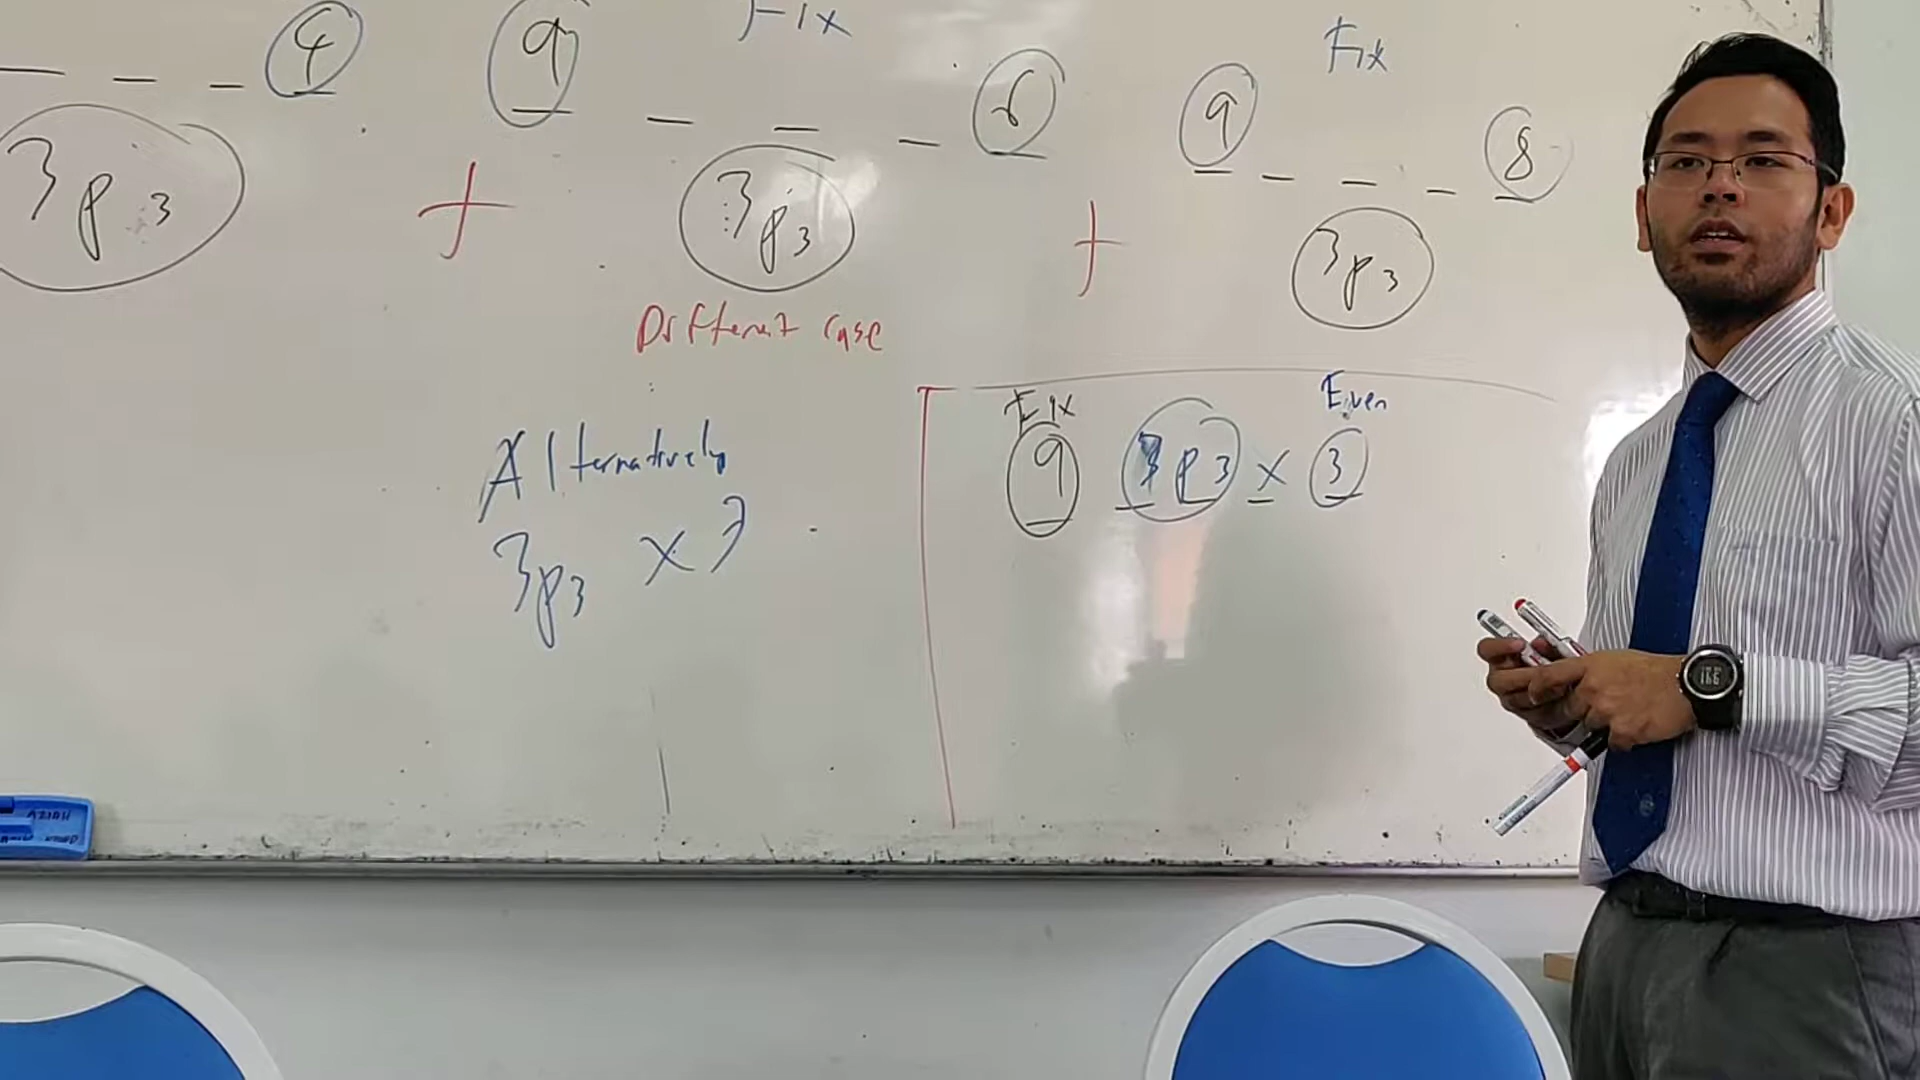 4 9 Fix 6 9 Fix 8
3P3 + 3P3 + 3P3
Different case
Alternatively
3P3 x 3
Fix Even
9 3P3 x 3